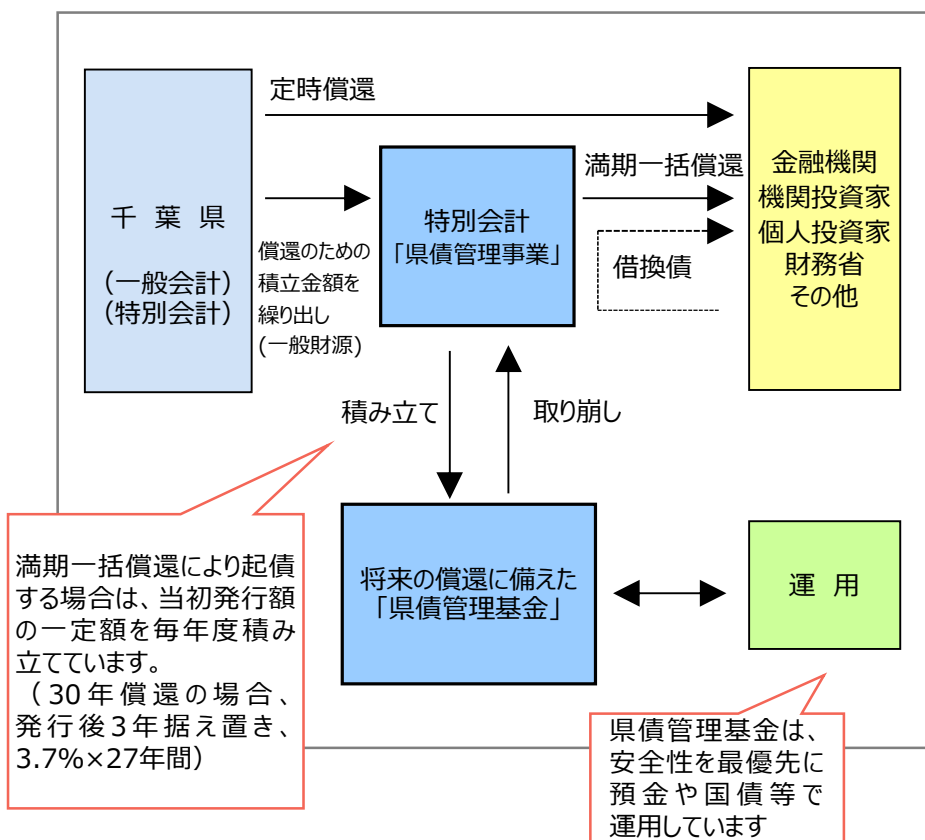 定時償還
千 葉 県
(一般会計)
(特別会計)
償還のための
積立金額を
繰り出し
(一般財源)
特別会計
「県債管理事業」
満期一括償還
借換債
金融機関
機関投資家
個人投資家
財務省
その他
積み立て
取り崩し
満期一括償還により起債
する場合は、当初発行額
の一定額を毎年度積み
立てています。
(30年償還の場合、
発行後3年据え置き、
3.7%×27年間)
将来の償還に備えた
「県債管理基金」
運 用
県債管理基金は、
安全性を最優先に
預金や国債等で
運用しています